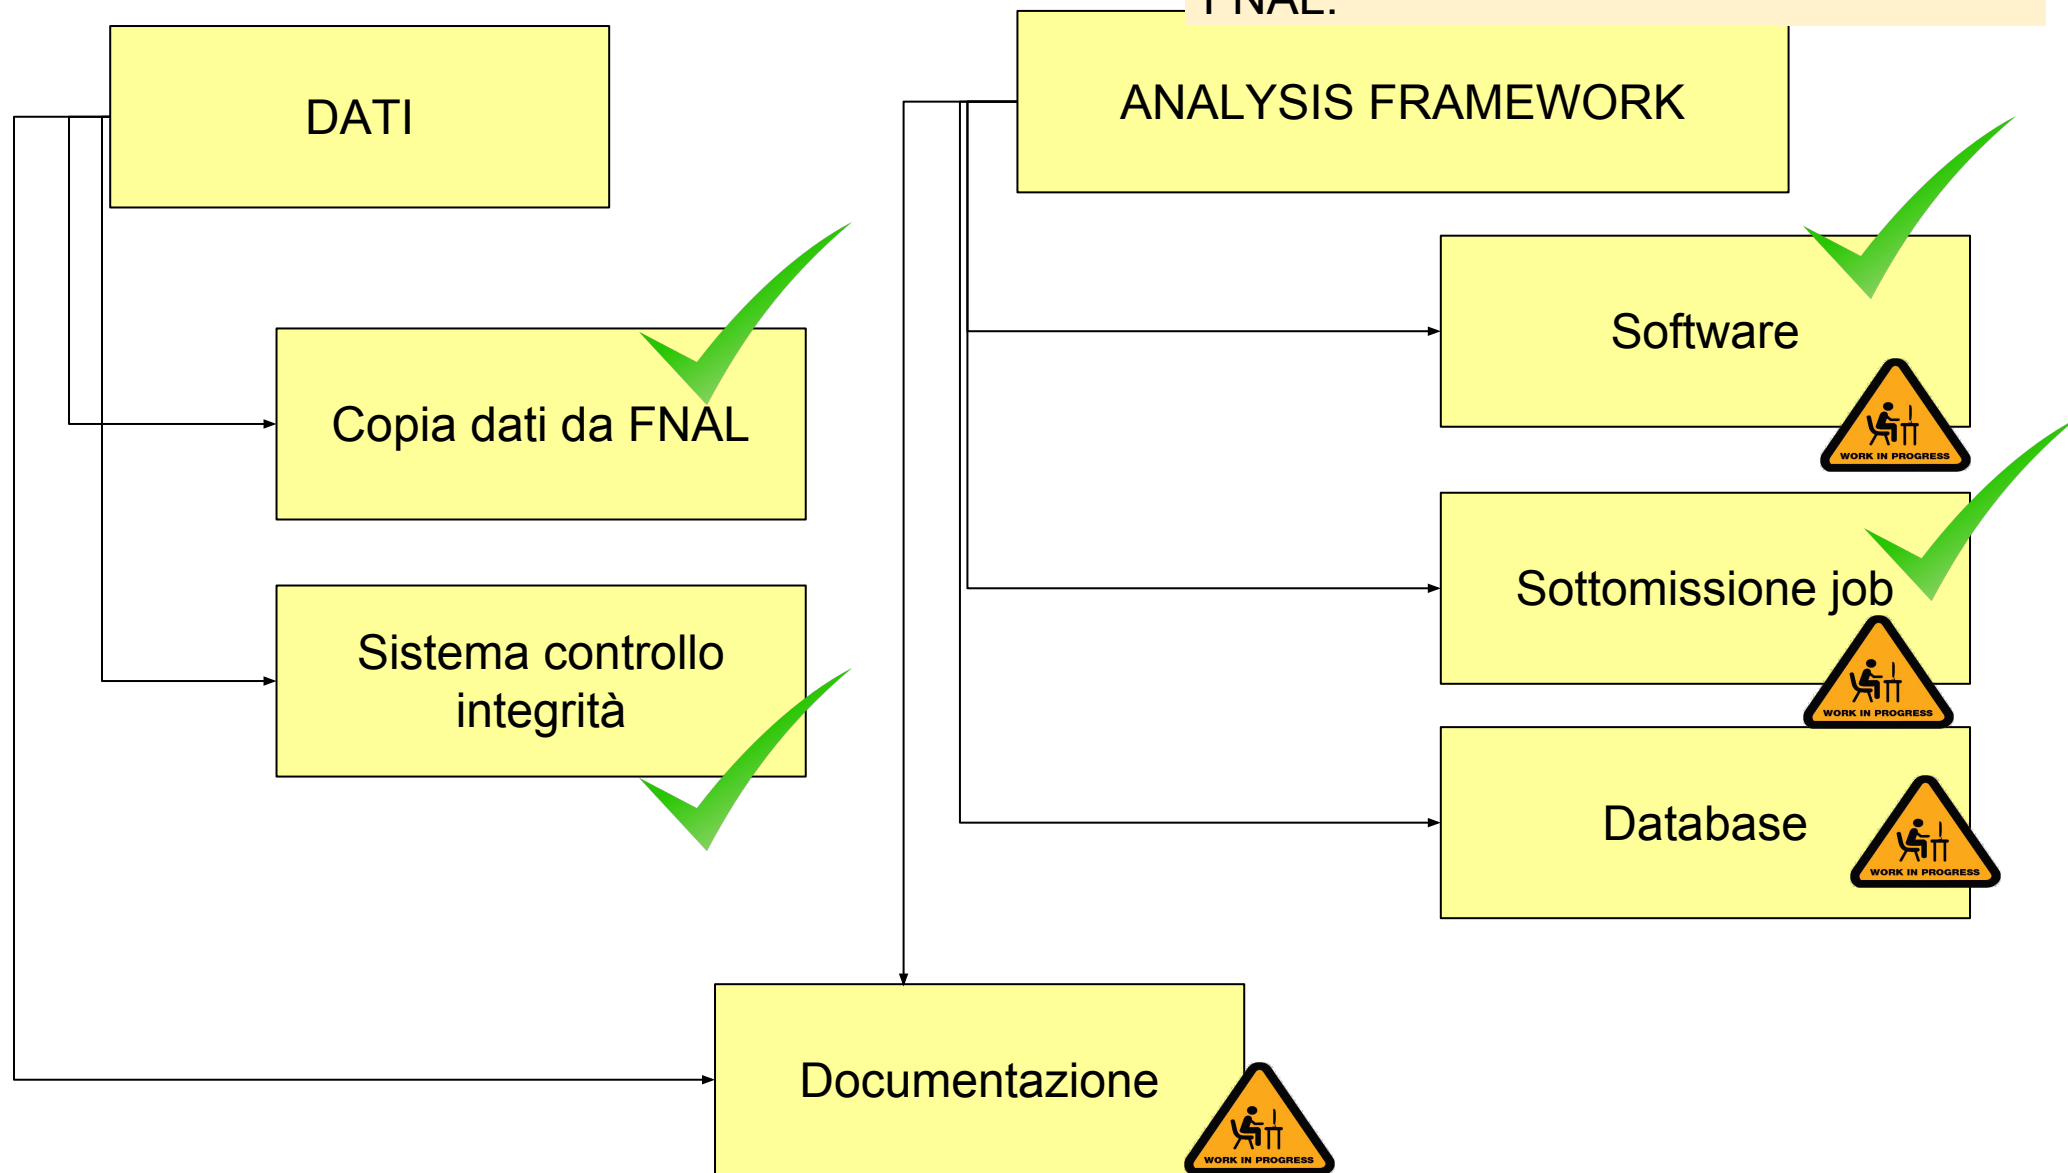 FNAL.
DATI
ANALYSIS FRAMEWORK
Copia dati da FNAL
Sistema controllo
integrità
Software
WORK IN PROGRESS
Sottomissione job
WORK IN PROGRESS
Database
WORK IN PROGRESS
Documentazione
WORK IN PROGRESS